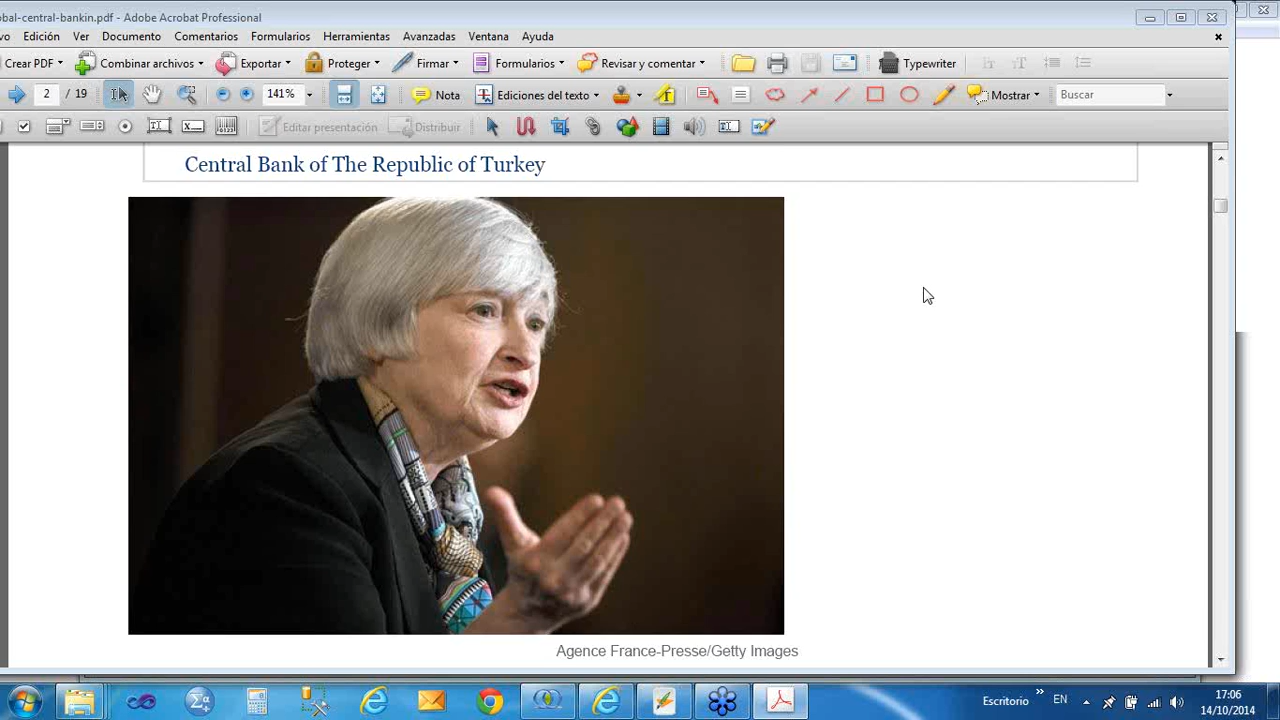 obal-central-bankin.pdf - Adobe Acrobat Professional
vo Edición Ver Documento Comentarios Formularios Herramientas Avanzadas Ventana Ayuda
Crear PDF Combinar archivos Exportar Proteger Firmar Formularios Revisar y comentar Typewriter
2 / 19 141% Nota Ediciones del texto Mostrar Buscar
Editar presentación Distribuir
Central Bank of The Republic of Turkey
Agence France-Presse/Getty Images
Escritorio » EN 17:06
14/10/2014